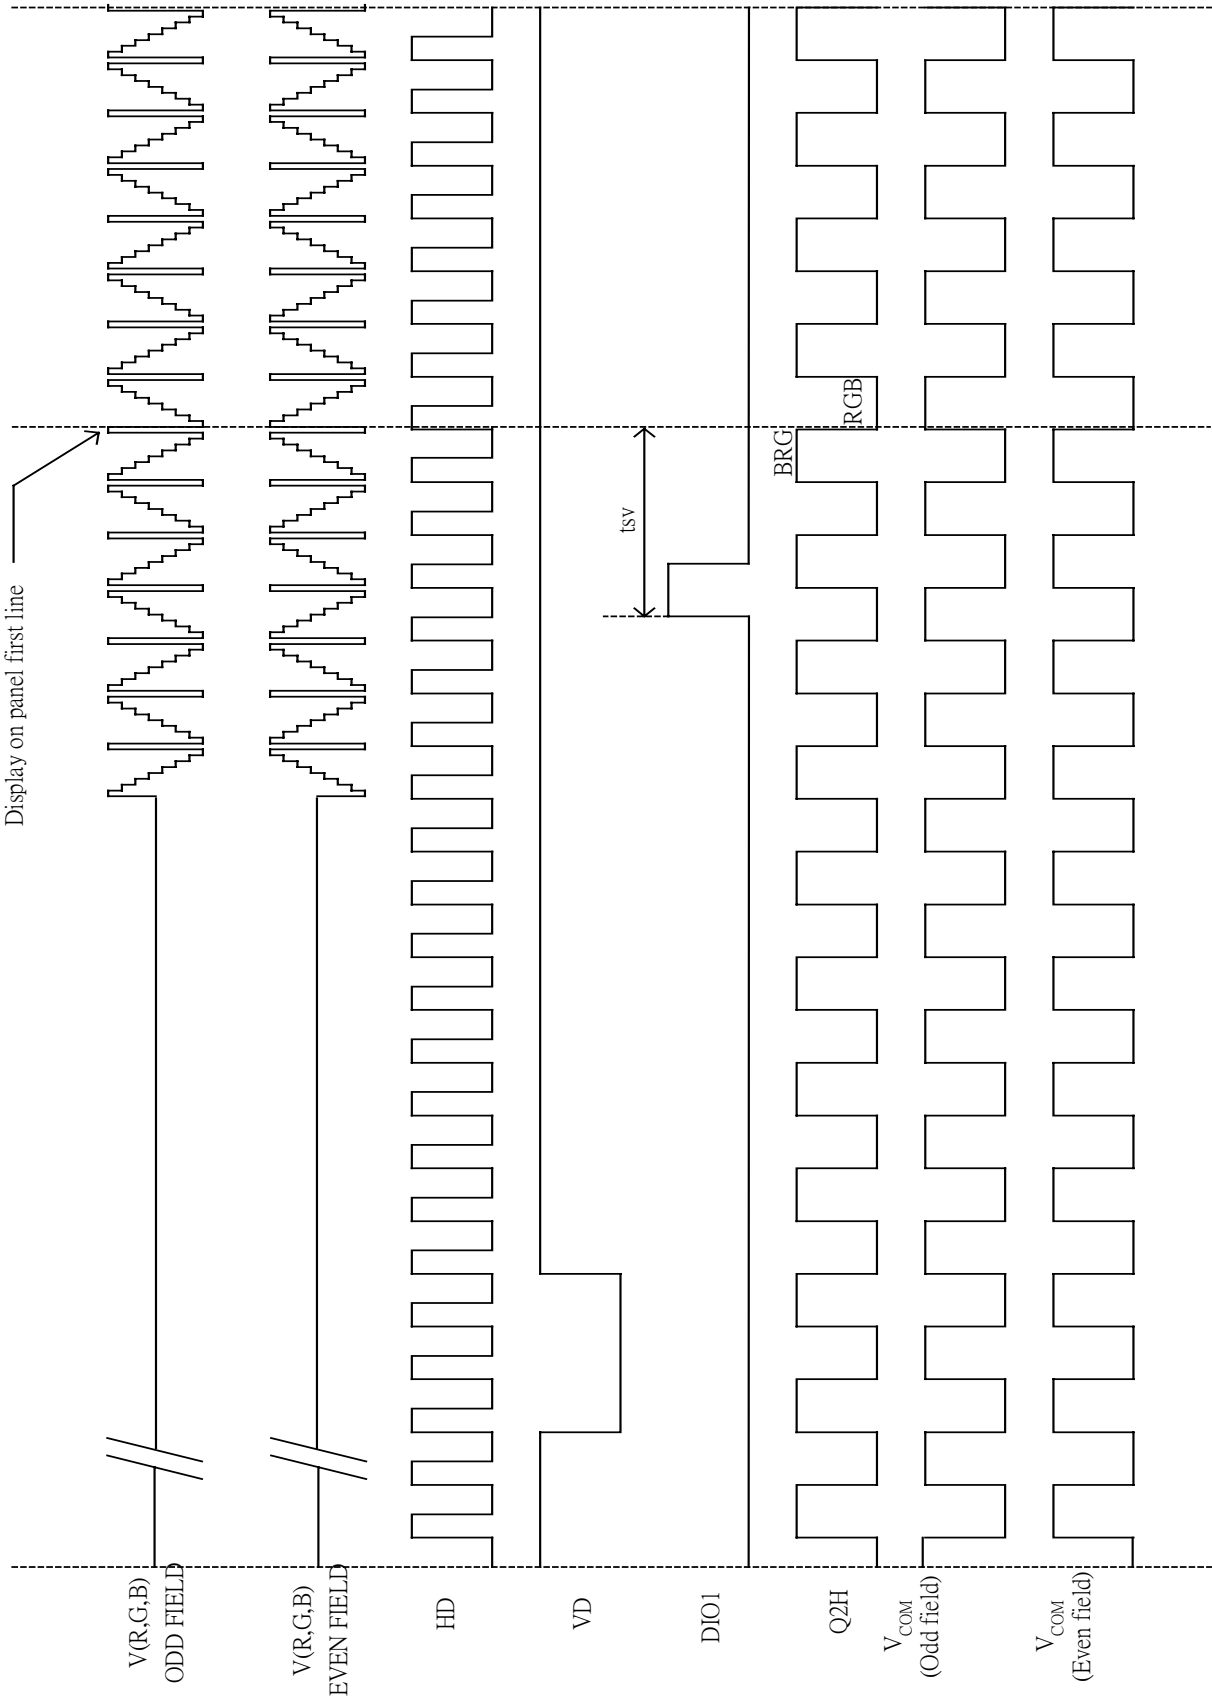 Display on panel first line
V(R,G,B)
ODD FIELD
V(R,G,B)
EVEN FIELD
HD
VD
tsv
DIO1
BRG
RGB
Q2H
VCOM
(Odd field)
VCOM
(Even field)